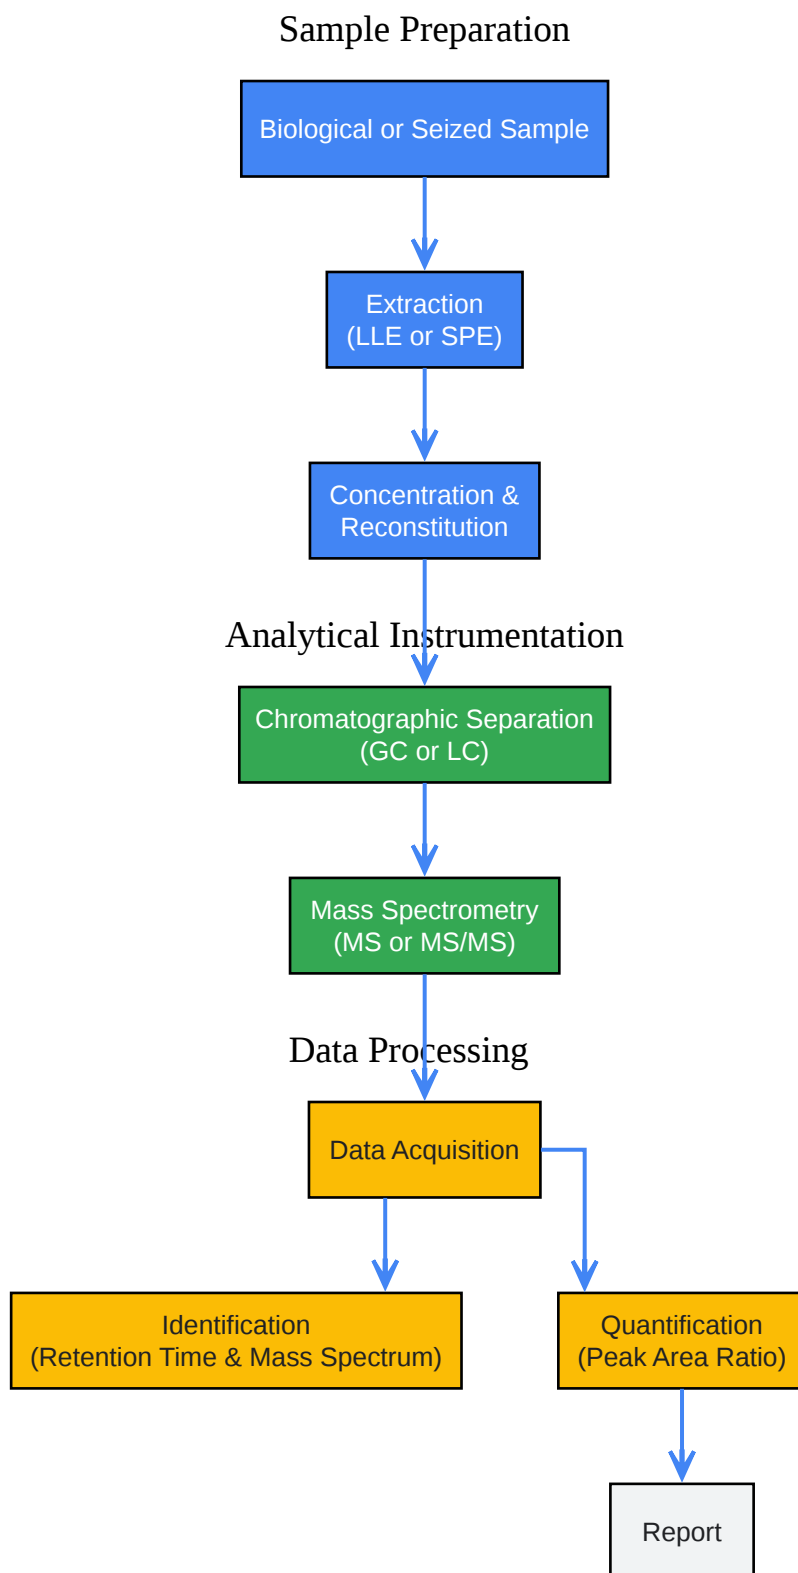 Sample Preparation
Biological or Seized Sample
Extraction
(LLE or SPE)
Concentration &
Reconstitution
Analytical Instrumentation
Chromatographic Separation
(GC or LC)
Mass Spectrometry
(MS or MS/MS)
Data Processing
Data Acquisition
Identification
(Retention Time & Mass Spectrum)
Quantification
(Peak Area Ratio)
Report